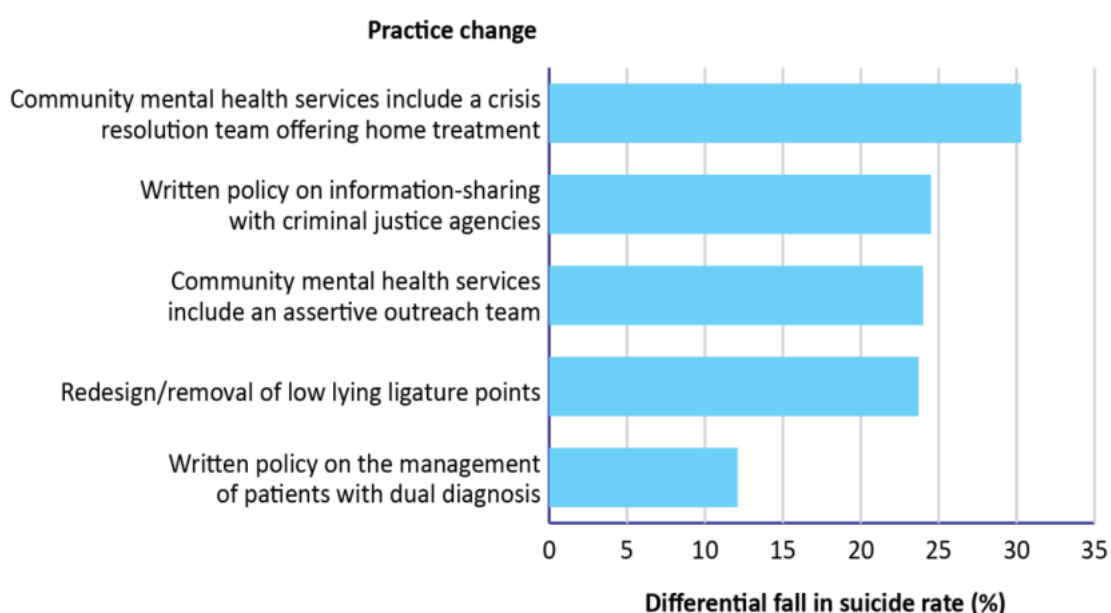 Practice change
Community mental health services include a crisis
resolution team offering home treatment
Written policy on information-sharing
with criminal justice agencies
Community mental health services
include an assertive outreach team
Redesign/removal of low lying ligature points
Written policy on the management
of patients with dual diagnosis
0 5 10 15 20 25 30 35
Differential fall in suicide rate (%)